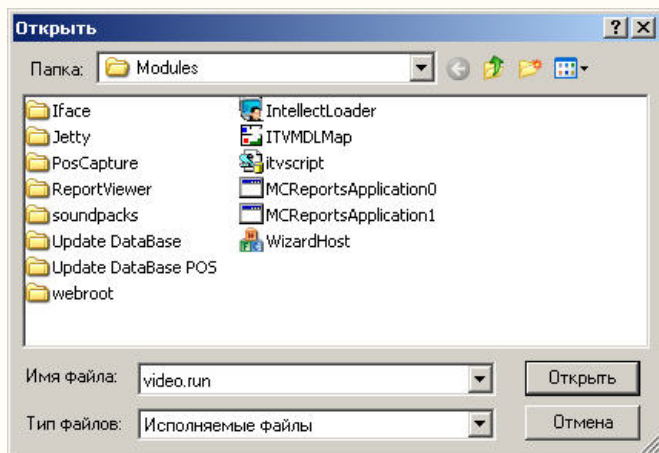 Открыть
Папка: Modules
Iface
Jetty
PosCapture
ReportViewer
soundpacks
Update DataBase
Update DataBase POS
webroot
IntellectLoader
ITVMDLMap
itvscript
MCReportsApplication0
MCReportsApplication1
WizardHost
Имя файла: video.run Открыть
Тип файлов: Исполняемые файлы Отмена